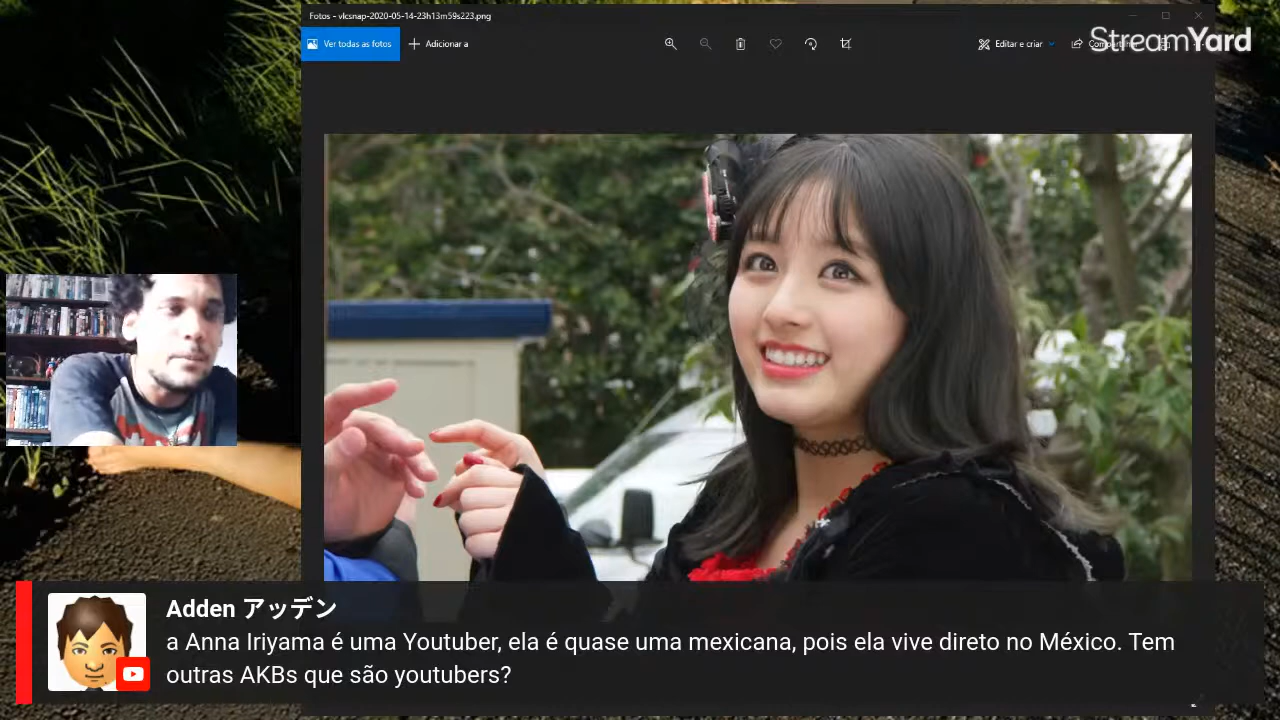 Fotos - vlcsnap-2020-05-14-23h13m59s223.png
Ver todas as fotos
Adicionar a
Editar e criar
StreamYard
Adden アッデン
a Anna Iriyama é uma Youtuber, ela é quase uma mexicana, pois ela vive direto no México. Tem
outras AKBs que são youtubers?